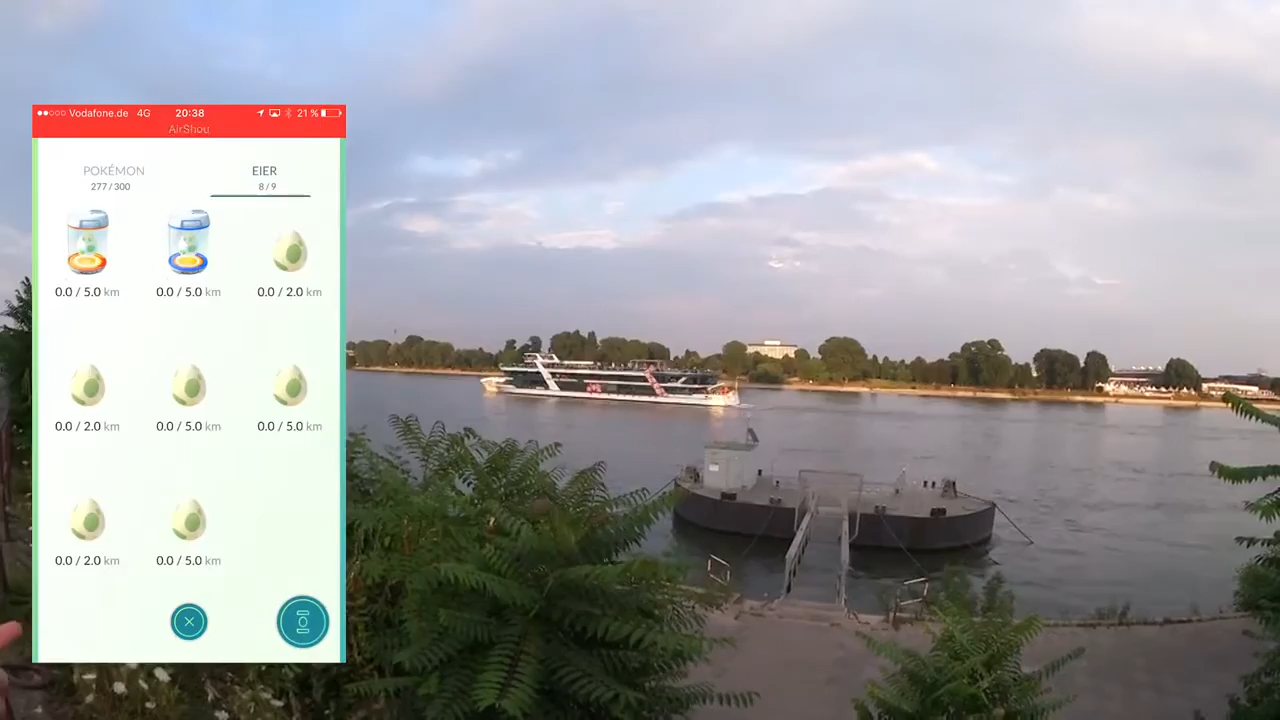 Vodafone.de 4G 20:38 21 %
AirShou
POKÉMON EIER
277 / 300 8 / 9
0.0 / 5.0 km 0.0 / 5.0 km 0.0 / 2.0 km
0.0 / 2.0 km 0.0 / 5.0 km 0.0 / 5.0 km
0.0 / 2.0 km 0.0 / 5.0 km